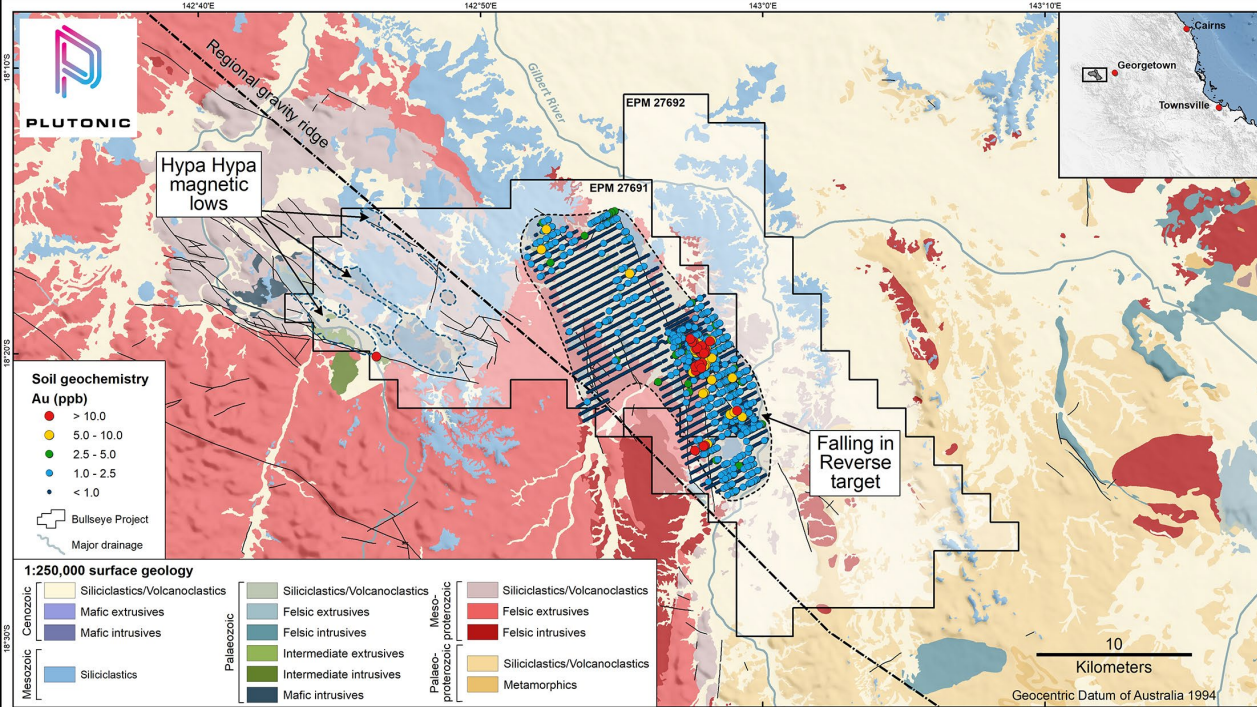 142°40'E
142°50'E
143°0'E
143°10'E
18°10'S
18°20'S
18°30'S
PLUTONIC
Regional gravity ridge
Gilbert River
Hypa Hypa
magnetic
lows
EPM 27692
EPM 27691
Cairns
Georgetown
Townsville
Falling in
Reverse
target
Soil geochemistry
Au (ppb)
> 10.0
5.0 - 10.0
2.5 - 5.0
1.0 - 2.5
< 1.0
Bullseye Project
Major drainage
1:250,000 surface geology
Cenozoic
Siliciclastics/Volcanoclastics
Mafic extrusives
Mafic intrusives
Mesozoic
Siliciclastics
Palaeozoic
Siliciclastics/Volcanoclastics
Felsic extrusives
Felsic intrusives
Intermediate extrusives
Intermediate intrusives
Mafic intrusives
Meso-
proterozoic
Siliciclastics/Volcanoclastics
Felsic extrusives
Felsic intrusives
Palaeo-
proterozoic
Siliciclastics/Volcanoclastics
Metamorphics
10
Kilometers
Geocentric Datum of Australia 1994